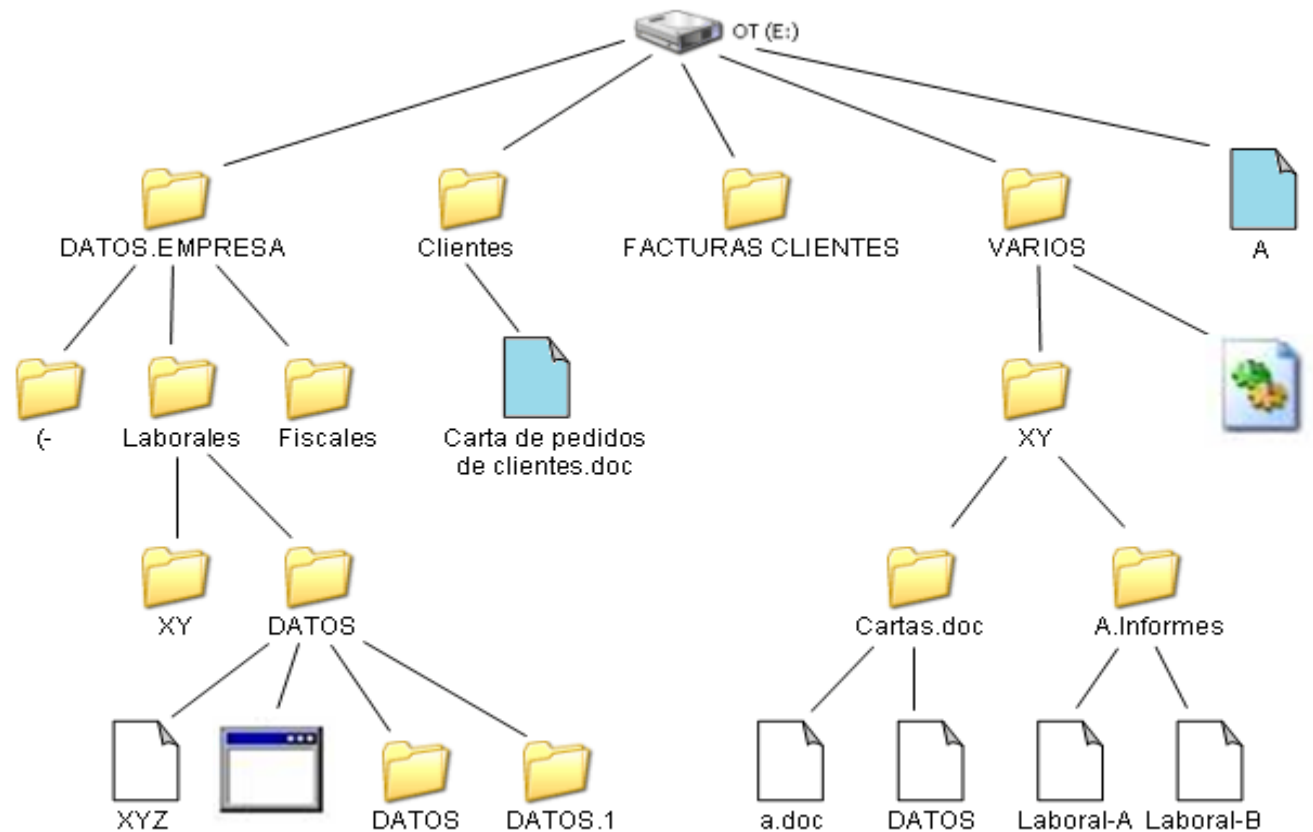 OT (E:)
DATOS.EMPRESA
Clientes
FACTURAS CLIENTES
VARIOS
A
(-
Laborales
Fiscales
Carta de pedidos
de clientes.doc
XY
XY
DATOS
Cartas.doc
A.Informes
XYZ
DATOS
DATOS.1
a.doc
DATOS
Laboral-A
Laboral-B